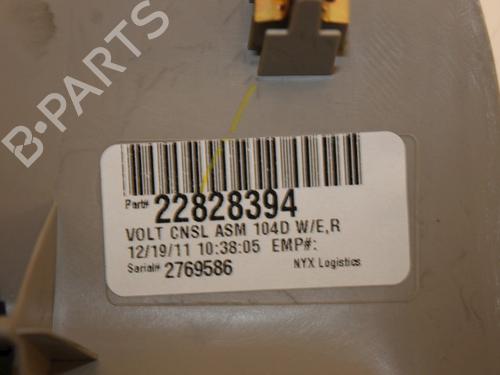 B-PARTS
Part# 22828394
VOLT CNSL ASM 104D W/E,R
12/19/11 10:38:05 EMP#:
Serial# 2769586 NYX Logistics